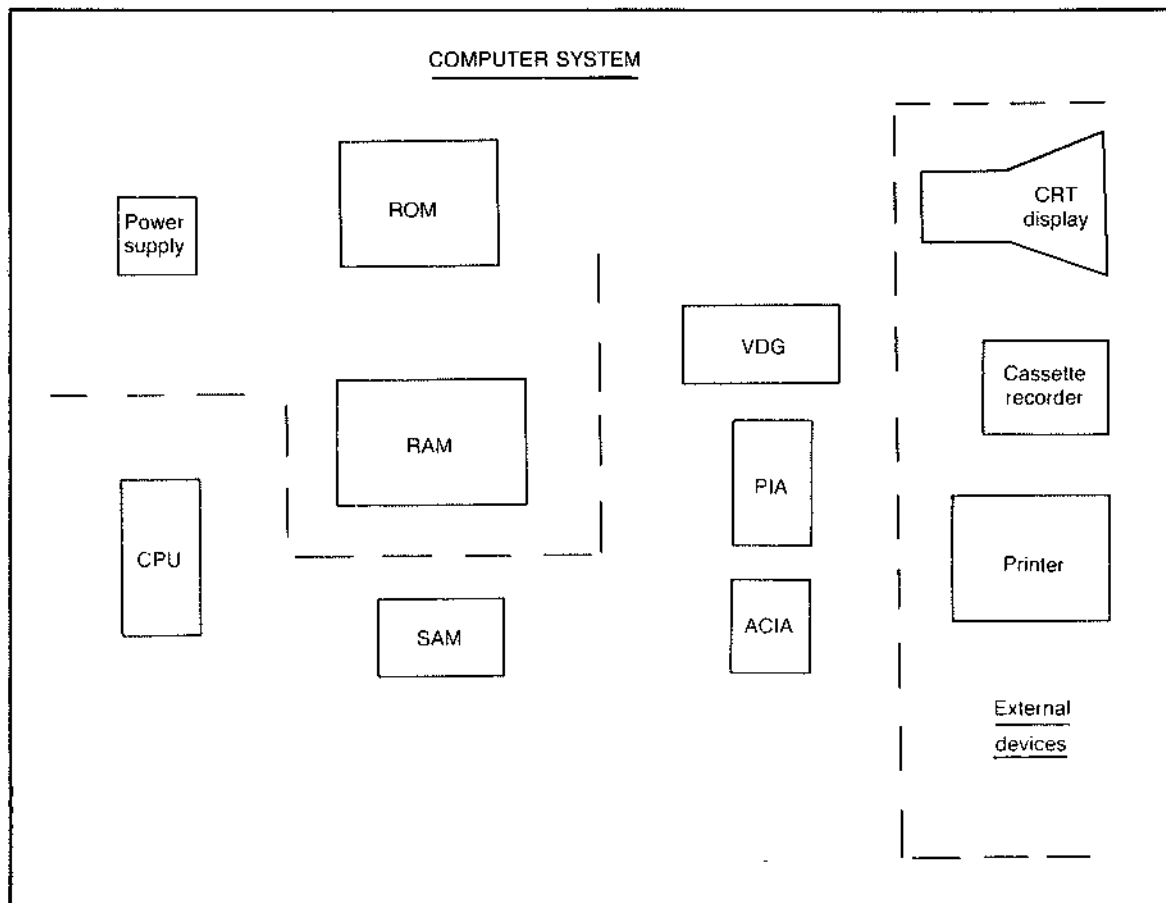 COMPUTER SYSTEM
ROM
Power
supply
CRT
display
VDG
Cassette
recorder
RAM
PIA
CPU
Printer
SAM
ACIA
External
devices